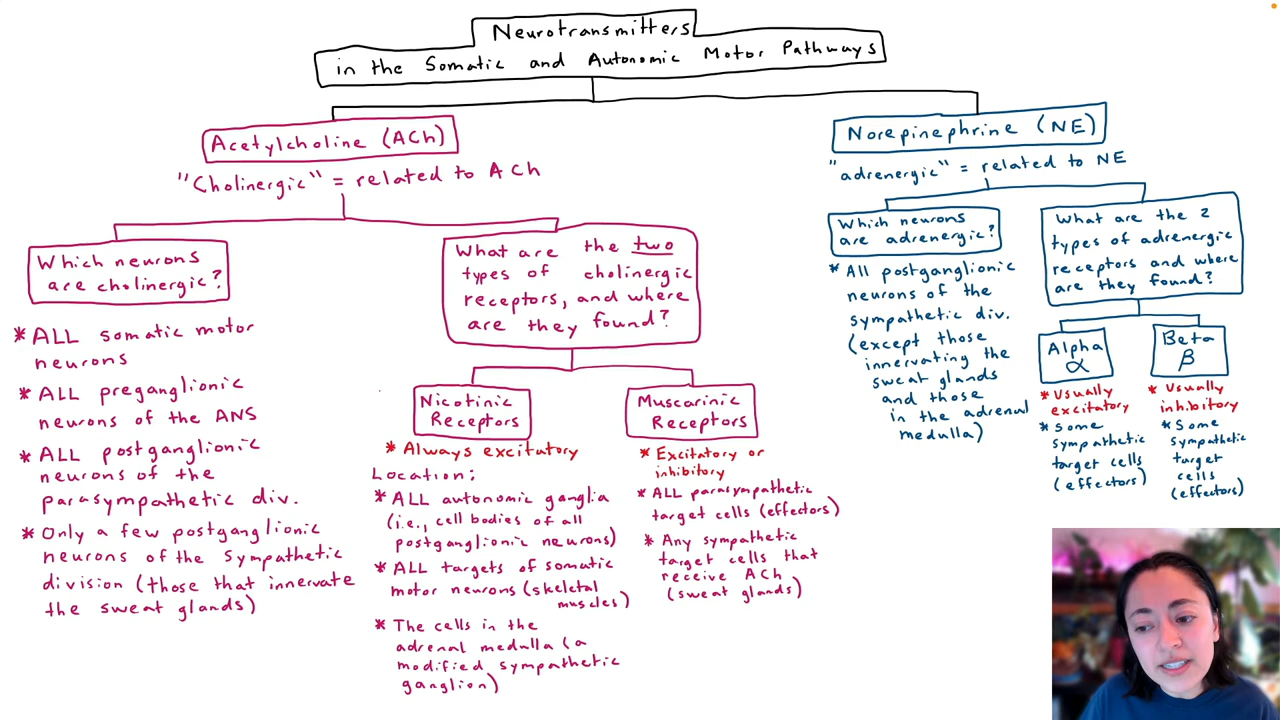 Neurotransmitters
in the Somatic and Autonomic Motor Pathways
Acetylcholine (ACh)
"Cholinergic" = related to ACh
Which neurons
are cholinergic?
* ALL somatic motor
neurons
* ALL preganglionic
neurons of the ANS
* ALL postganglionic
neurons of the
parasympathetic div.
* Only a few postganglionic
neurons of the Sympathetic
division (those that innervate
the sweat glands)
What are the two
types of cholinergic
receptors, and where
are they found?
Nicotinic
Receptors
* Always excitatory
Location:
* ALL autonomic ganglia
(i.e., cell bodies of all
postganglionic neurons)
* ALL targets of somatic
motor neurons (skeletal
muscles)
* The cells in the
adrenal medulla (a
modified sympathetic
ganglion)
Muscarinic
Receptors
* Excitatory or
inhibitory
* ALL parasympathetic
target cells (effectors)
* Any sympathetic
target cells that
receive ACh
(sweat glands)
Norepinephrine (NE)
"adrenergic" = related to NE
Which neurons
are adrenergic?
* All postganglionic
neurons of the
sympathetic div.
(except those
innervating the
sweat glands
and those
in the adrenal
medulla)
What are the 2
types of adrenergic
receptors and where
are they found?
Alpha
α
* Usually
excitatory
* Some
sympathetic
target cells
(effectors)
Beta
β
* Usually
inhibitory
* Some
sympathetic
target
cells
(effectors)